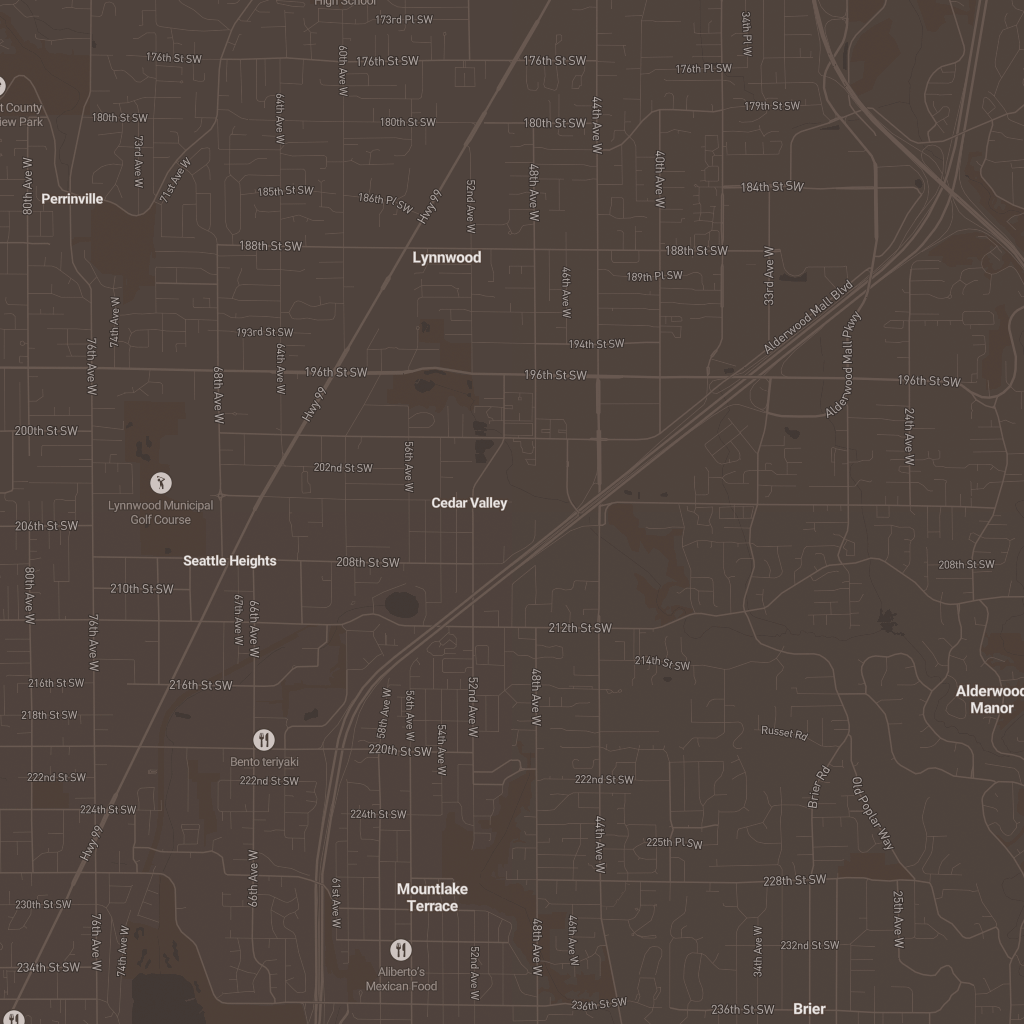 High School
173rd Pl SW
34th Pl W
176th St SW
60th Ave W
176th St SW
176th St SW
176th Pl SW
t County
iew Park
180th St SW
64th Ave W
180th St SW
180th St SW
44th Ave W
179th St SW
73rd Ave W
71st Ave W
80th Ave W
Perrinville
185th St SW
186th Pl SW
Hwy 99
52nd Ave W
48th Ave W
40th Ave W
184th St SW
188th St SW
Lynnwood
188th St SW
33rd Ave W
49th Ave W
189th Pl SW
74th Ave W
Alderwood Mall Blvd
193rd St SW
194th St SW
76th Ave W
64th Ave W
196th St SW
196th St SW
196th St SW
Alderwood Mall Pkwy
68th Ave W
Hwy 99
24th Ave W
200th St SW
202nd St SW
56th Ave W
Lynnwood Municipal
Golf Course
Cedar Valley
206th St SW
Seattle Heights
208th St SW
208th St SW
210th St SW
80th Ave W
67th Ave W
66th Ave W
76th Ave W
212th St SW
214th St SW
216th St SW
216th St SW
218th St SW
58th Ave W
56th Ave W
52nd Ave W
48th Ave W
Alderwood
Manor
54th Ave W
Russet Rd
Bento teriyaki
220th St SW
222nd St SW
222nd St SW
222nd St SW
Brier Rd
Old Poplar Way
224th St SW
224th St SW
Hwy 99
44th Ave W
225th Pl SW
66th Ave W
61st Ave W
Mountlake
Terrace
228th St SW
230th St SW
25th Ave W
76th Ave W
74th Ave W
48th Ave W
46th Ave W
34th Ave W
232nd St SW
234th St SW
Aliberto's
Mexican Food
52nd Ave W
236th St SW
236th St SW
Brier